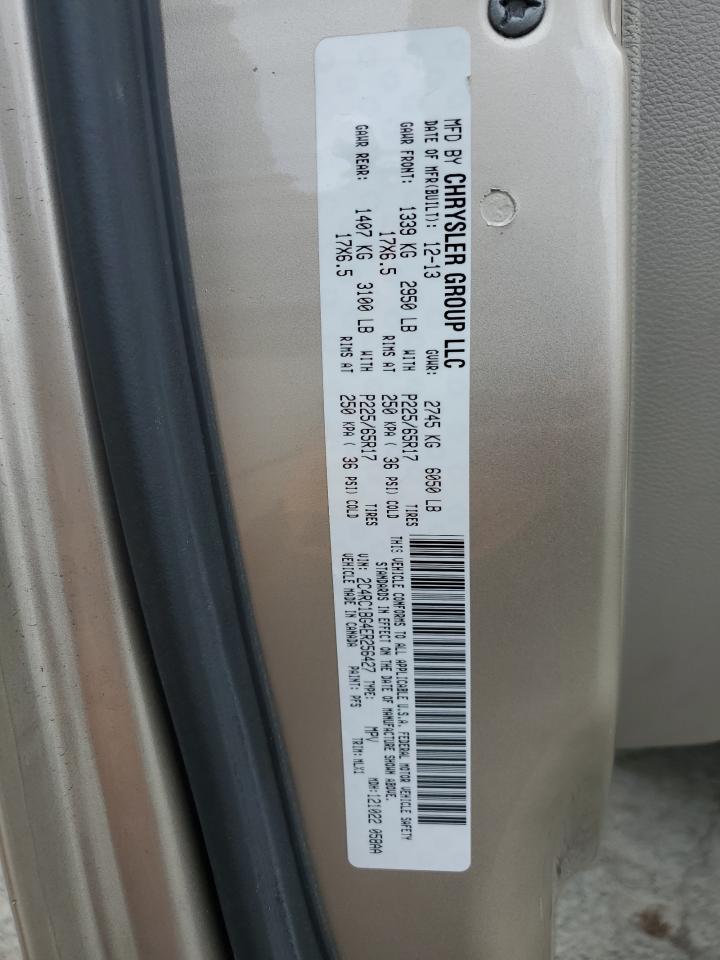 MFD BY CHRYSLER GROUP LLC
DATE OF MFR(BUILT): 12-13 GVWR: 2745 KG 6050 LB
GAWR FRONT: 1339 KG 2950 LB WITH P225/65R17 TIRES
17X6.5 RIMS AT 250 KPA ( 36 PSI) COLD
GAWR REAR: 1407 KG 3100 LB WITH P225/65R17 TIRES
17X6.5 RIMS AT 250 KPA ( 36 PSI) COLD
THIS VEHICLE CONFORMS TO ALL APPLICABLE U.S.A. FEDERAL MOTOR VEHICLE SAFETY
STANDARDS IN EFFECT ON THE DATE OF MANUFACTURE SHOWN ABOVE.
VIN: 2C4RC1BG4ER256427 TYPE: MPV MDH:121022 058AA
VEHICLE MADE IN CANADA PAINT: PFS TRIM:MLX1